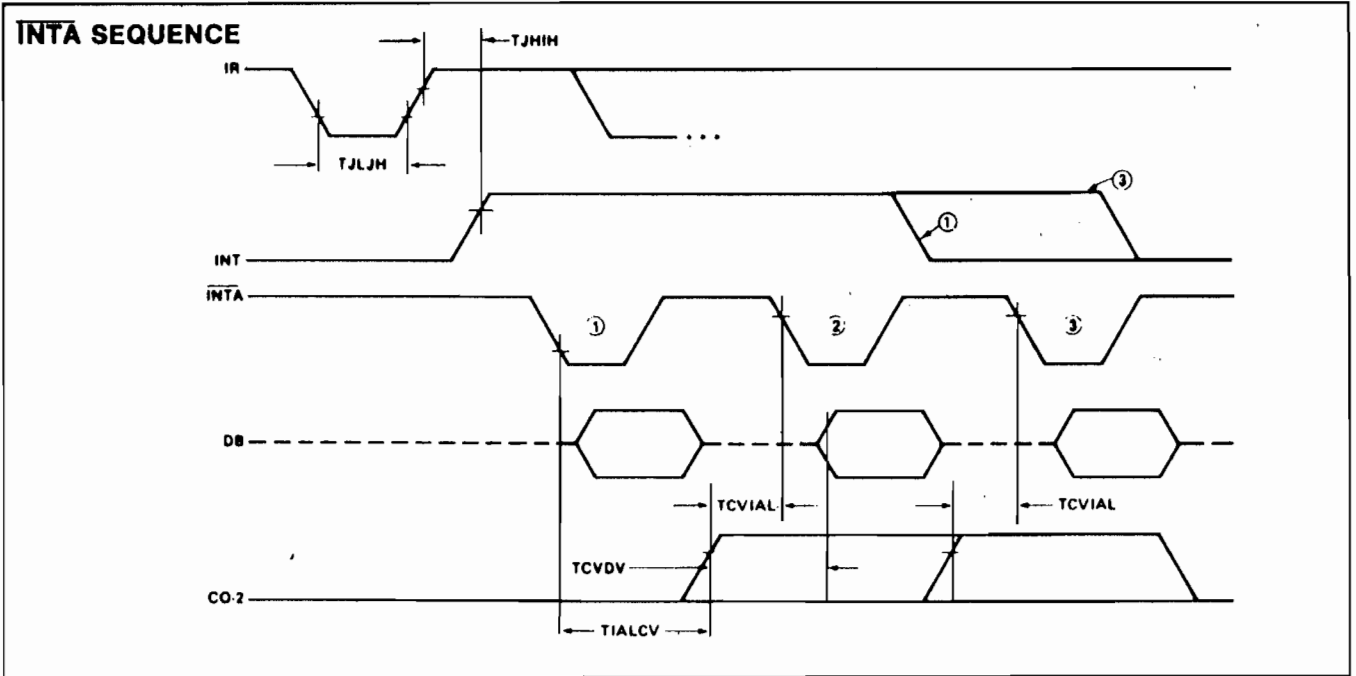 INTA SEQUENCE
TJHIH
IR
TJLJH
③
①
INT
INTA
①
②
③
DB
TCVIAL
TCVIAL
TCVDV
CO-2
TIALCV